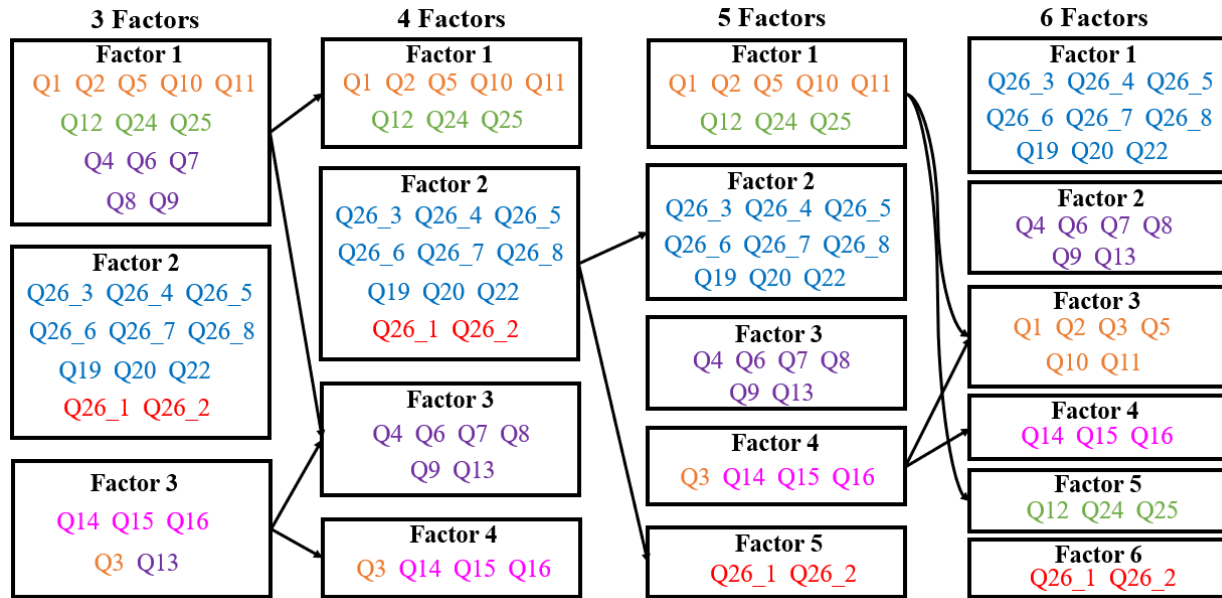 3 Factors
Factor 1
Q1 Q2 Q5 Q10 Q11
Q12 Q24 Q25
Q4 Q6 Q7
Q8 Q9
Factor 2
Q26_3 Q26_4 Q26_5
Q26_6 Q26_7 Q26_8
Q19 Q20 Q22
Q26_1 Q26_2
Factor 3
Q14 Q15 Q16
Q3 Q13
4 Factors
Factor 1
Q1 Q2 Q5 Q10 Q11
Q12 Q24 Q25
Factor 2
Q26_3 Q26_4 Q26_5
Q26_6 Q26_7 Q26_8
Q19 Q20 Q22
Q26_1 Q26_2
Factor 3
Q4 Q6 Q7 Q8
Q9 Q13
Factor 4
Q3 Q14 Q15 Q16
5 Factors
Factor 1
Q1 Q2 Q5 Q10 Q11
Q12 Q24 Q25
Factor 2
Q26_3 Q26_4 Q26_5
Q26_6 Q26_7 Q26_8
Q19 Q20 Q22
Factor 3
Q4 Q6 Q7 Q8
Q9 Q13
Factor 4
Q3 Q14 Q15 Q16
Factor 5
Q26_1 Q26_2
6 Factors
Factor 1
Q26_3 Q26_4 Q26_5
Q26_6 Q26_7 Q26_8
Q19 Q20 Q22
Factor 2
Q4 Q6 Q7 Q8
Q9 Q13
Factor 3
Q1 Q2 Q3 Q5
Q10 Q11
Factor 4
Q14 Q15 Q16
Factor 5
Q12 Q24 Q25
Factor 6
Q26_1 Q26_2